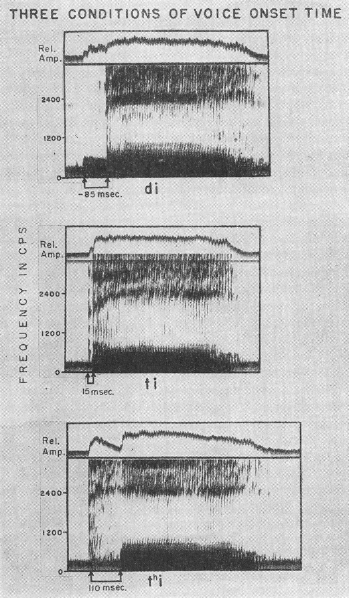 THREE CONDITIONS OF VOICE ONSET TIME
Rel.
Amp.
2400
1200
0
-85 msec.
di
FREQUENCY IN CPS
Rel.
Amp.
2400
1200
0
15 msec.
ti
Rel.
Amp.
2400
1200
0
110 msec.
tʰi